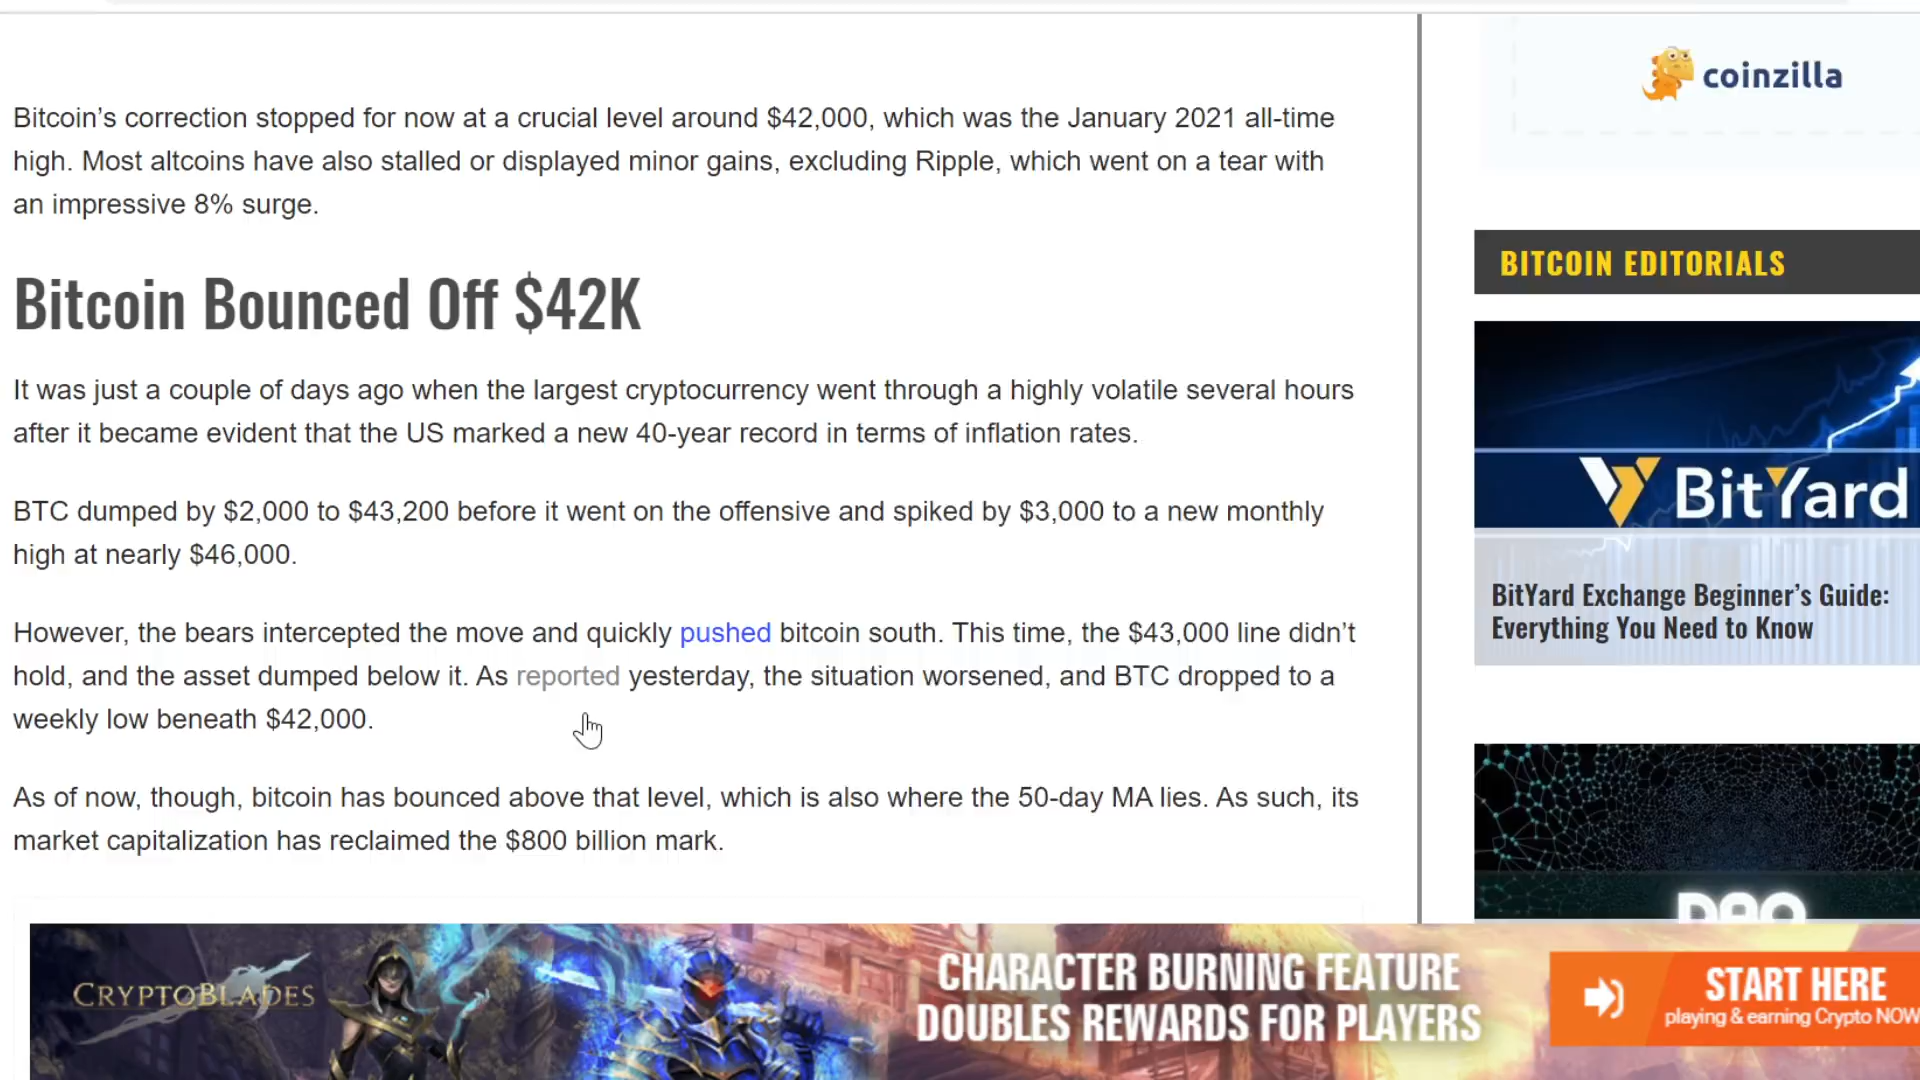 Bitcoin’s correction stopped for now at a crucial level around $42,000, which was the January 2021 all-time
high. Most altcoins have also stalled or displayed minor gains, excluding Ripple, which went on a tear with
an impressive 8% surge.
Bitcoin Bounced Off $42K
It was just a couple of days ago when the largest cryptocurrency went through a highly volatile several hours
after it became evident that the US marked a new 40-year record in terms of inflation rates.
BTC dumped by $2,000 to $43,200 before it went on the offensive and spiked by $3,000 to a new monthly
high at nearly $46,000.
However, the bears intercepted the move and quickly pushed bitcoin south. This time, the $43,000 line didn’t
hold, and the asset dumped below it. As reported yesterday, the situation worsened, and BTC dropped to a
weekly low beneath $42,000.
As of now, though, bitcoin has bounced above that level, which is also where the 50-day MA lies. As such, its
market capitalization has reclaimed the $800 billion mark.
coinzilla
BITCOIN EDITORIALS
BitYard
BitYard Exchange Beginner’s Guide:
Everything You Need to Know
DAO
CRYPTOBLADES
CHARACTER BURNING FEATURE
DOUBLES REWARDS FOR PLAYERS
START HERE
playing & earning Crypto NOW